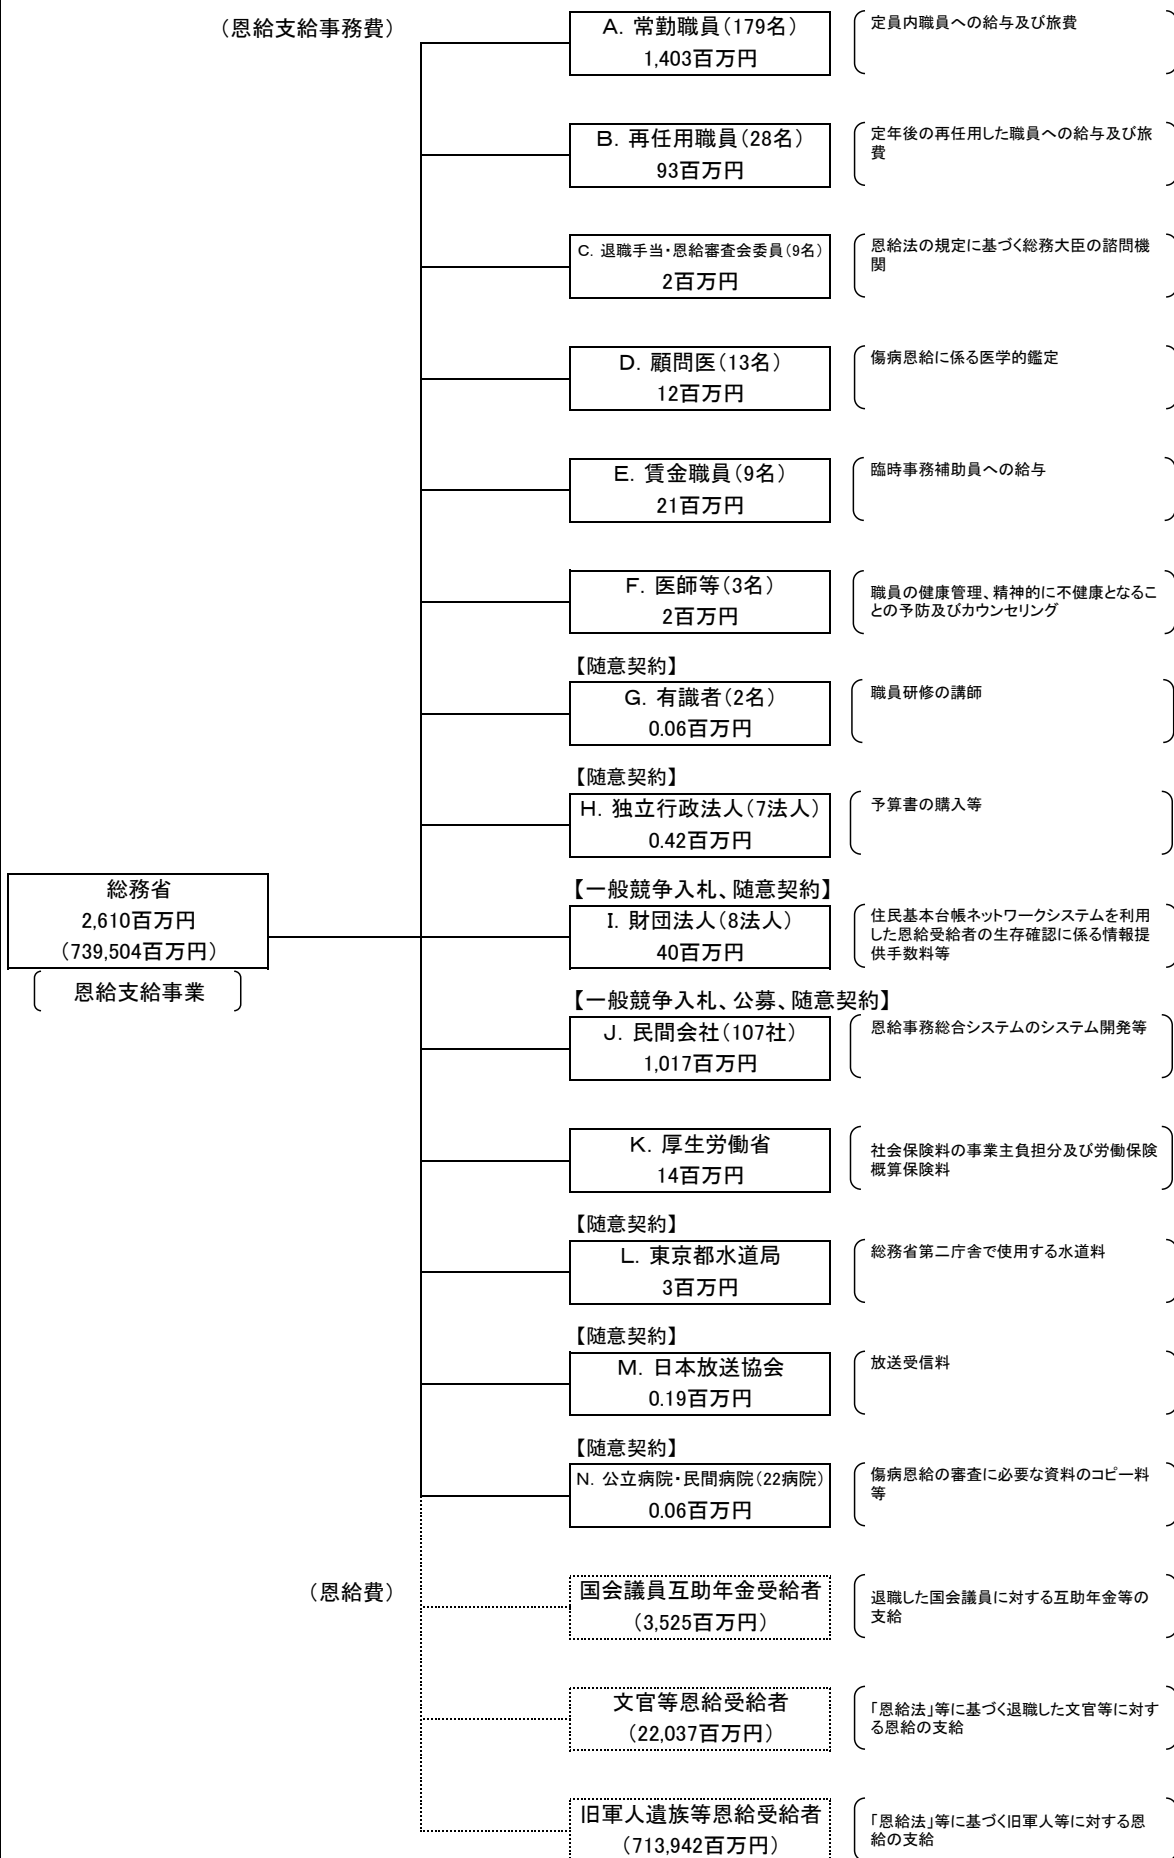 （恩給支給事務費）
A. 常勤職員（179名）
1,403百万円
定員内職員への給与及び旅費
B. 再任用職員（28名）
93百万円
定年後の再任用した職員への給与及び旅
費
C. 退職手当・恩給審査会委員（9名）
2百万円
恩給法の規定に基づく総務大臣の諮問機
関
D. 顧問医（13名）
12百万円
傷病恩給に係る医学的鑑定
E. 賃金職員（9名）
21百万円
臨時事務補助員への給与
F. 医師等（3名）
2百万円
職員の健康管理、精神的に不健康となるこ
との予防及びカウンセリング
【随意契約】
G. 有識者（2名）
0.06百万円
職員研修の講師
【随意契約】
H. 独立行政法人（7法人）
0.42百万円
予算書の購入等
総務省
2,610百万円
（739,504百万円）
恩給支給事業
【一般競争入札、随意契約】
I. 財団法人（8法人）
40百万円
住民基本台帳ネットワークシステムを利用
した恩給受給者の生存確認に係る情報提
供手数料等
【一般競争入札、公募、随意契約】
J. 民間会社（107社）
1,017百万円
恩給事務総合システムのシステム開発等
K. 厚生労働省
14百万円
社会保険料の事業主負担分及び労働保険
概算保険料
【随意契約】
L. 東京都水道局
3百万円
総務省第二庁舎で使用する水道料
【随意契約】
M. 日本放送協会
0.19百万円
放送受信料
【随意契約】
N. 公立病院・民間病院（22病院）
0.06百万円
傷病恩給の審査に必要な資料のコピー料
等
（恩給費）
国会議員互助年金受給者
（3,525百万円）
退職した国会議員に対する互助年金等の
支給
文官等恩給受給者
（22,037百万円）
「恩給法」等に基づく退職した文官等に対す
る恩給の支給
旧軍人遺族等恩給受給者
（713,942百万円）
「恩給法」等に基づく旧軍人等に対する恩
給の支給